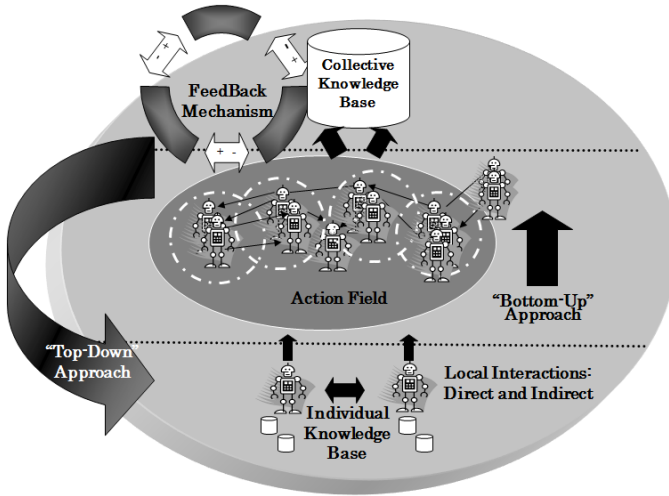 FeedBack
Mechanism
+
-
+
-
+ -
Collective
Knowledge
Base
Action Field
"Bottom-Up"
Approach
"Top-Down"
Approach
Local Interactions:
Direct and Indirect
Individual
Knowledge
Base